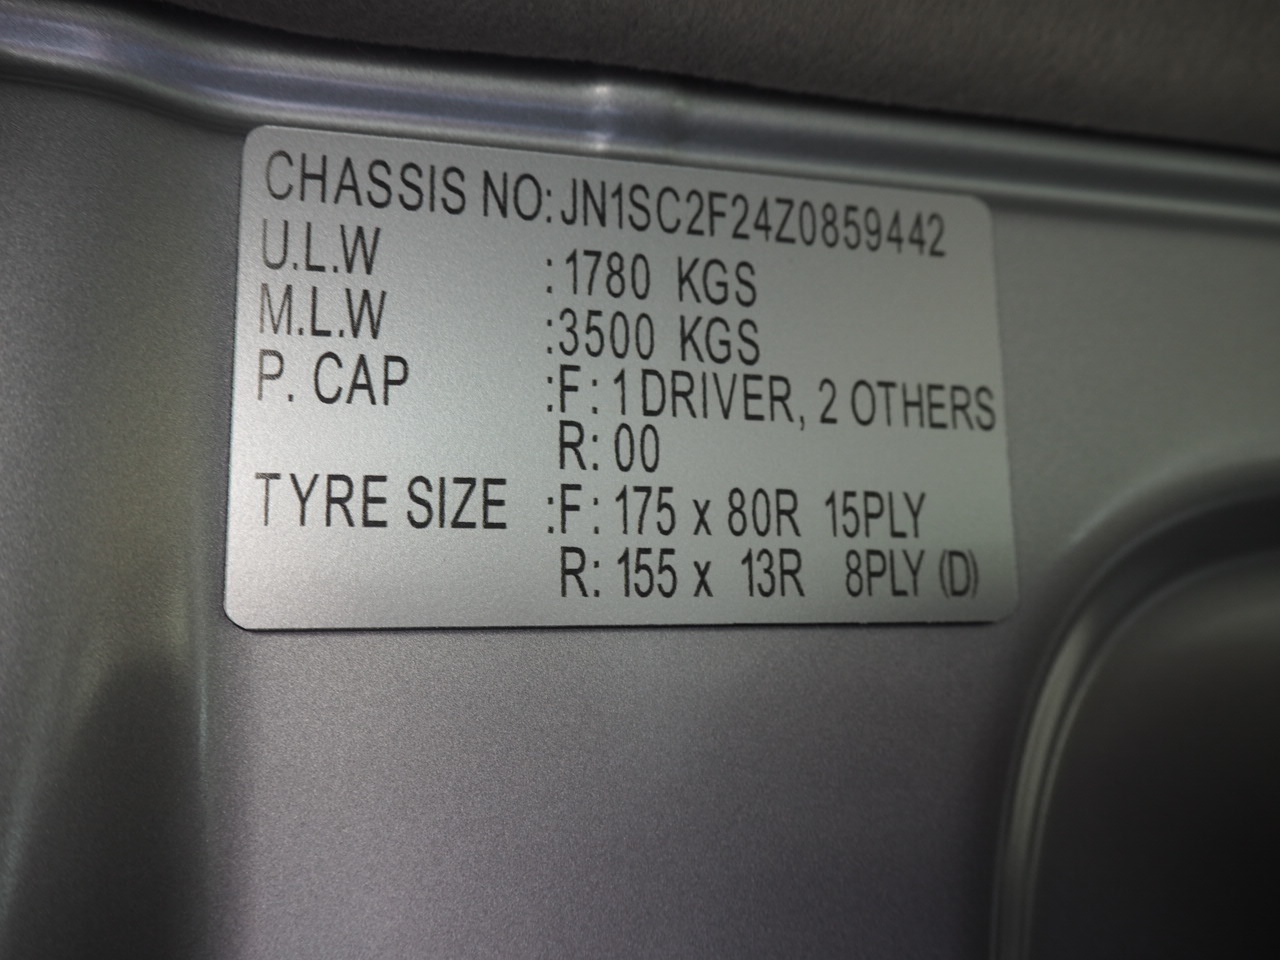 CHASSIS NO: JN1SC2F24Z0859442
U.L.W :1780 KGS
M.L.W :3500 KGS
P. CAP :F: 1 DRIVER, 2 OTHERS
R: 00
TYRE SIZE :F: 175 x 80R 15PLY
R: 155 x 13R 8PLY (D)